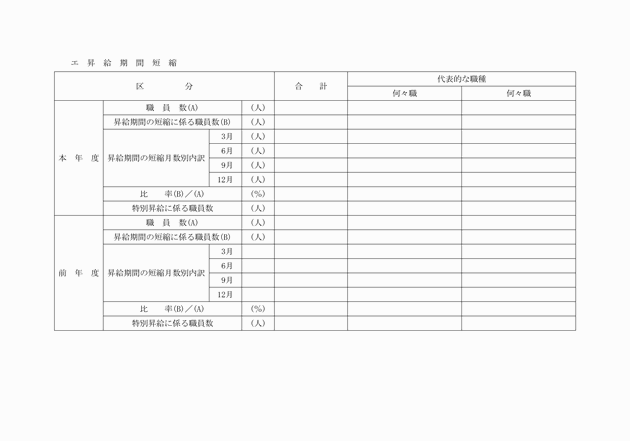 エ　昇　給　期　間　短　縮
区　　　　分　合　　計　代表的な職種
何々職　何々職
本　年　度　職　員　数(A)　(人)
昇給期間の短縮に係る職員数(B)　(人)
昇給期間の短縮月数別内訳　3月　(人)
6月　(人)
9月　(人)
12月　(人)
比　　率(B)／(A)　(％)
特別昇給に係る職員数　(人)
前　年　度　職　員　数(A)　(人)
昇給期間の短縮に係る職員数(B)　(人)
昇給期間の短縮月数別内訳　3月
6月
9月
12月
比　　率(B)／(A)　(％)
特別昇給に係る職員数　(人)